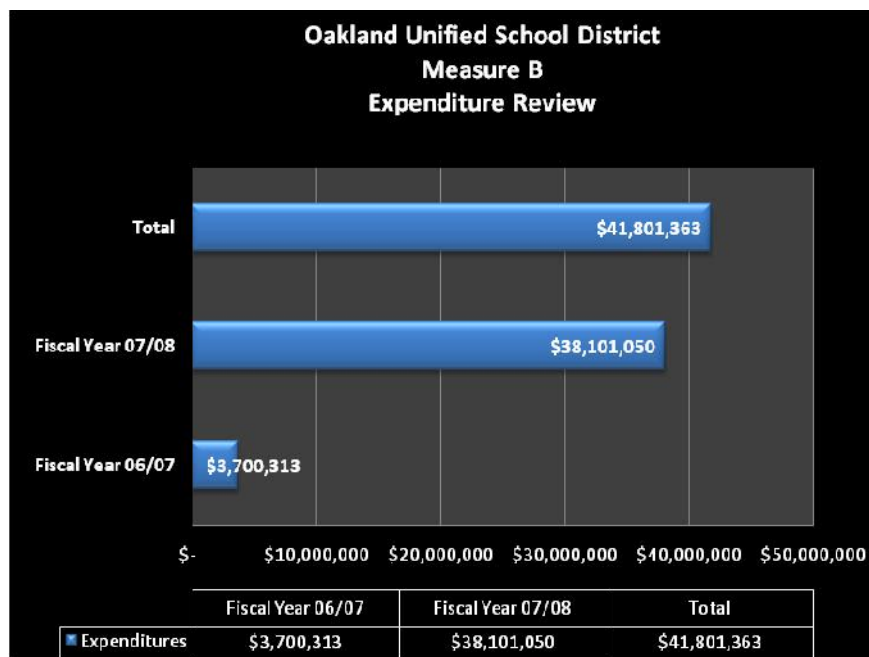 Oakland Unified School District
Measure B
Expenditure Review
Total
$41,801,363
Fiscal Year 07/08
$38,101,050
Fiscal Year 06/07
$3,700,313
$- $10,000,000 $20,000,000 $30,000,000 $40,000,000 $50,000,000
Fiscal Year 06/07 Fiscal Year 07/08 Total
Expenditures $3,700,313 $38,101,050 $41,801,363